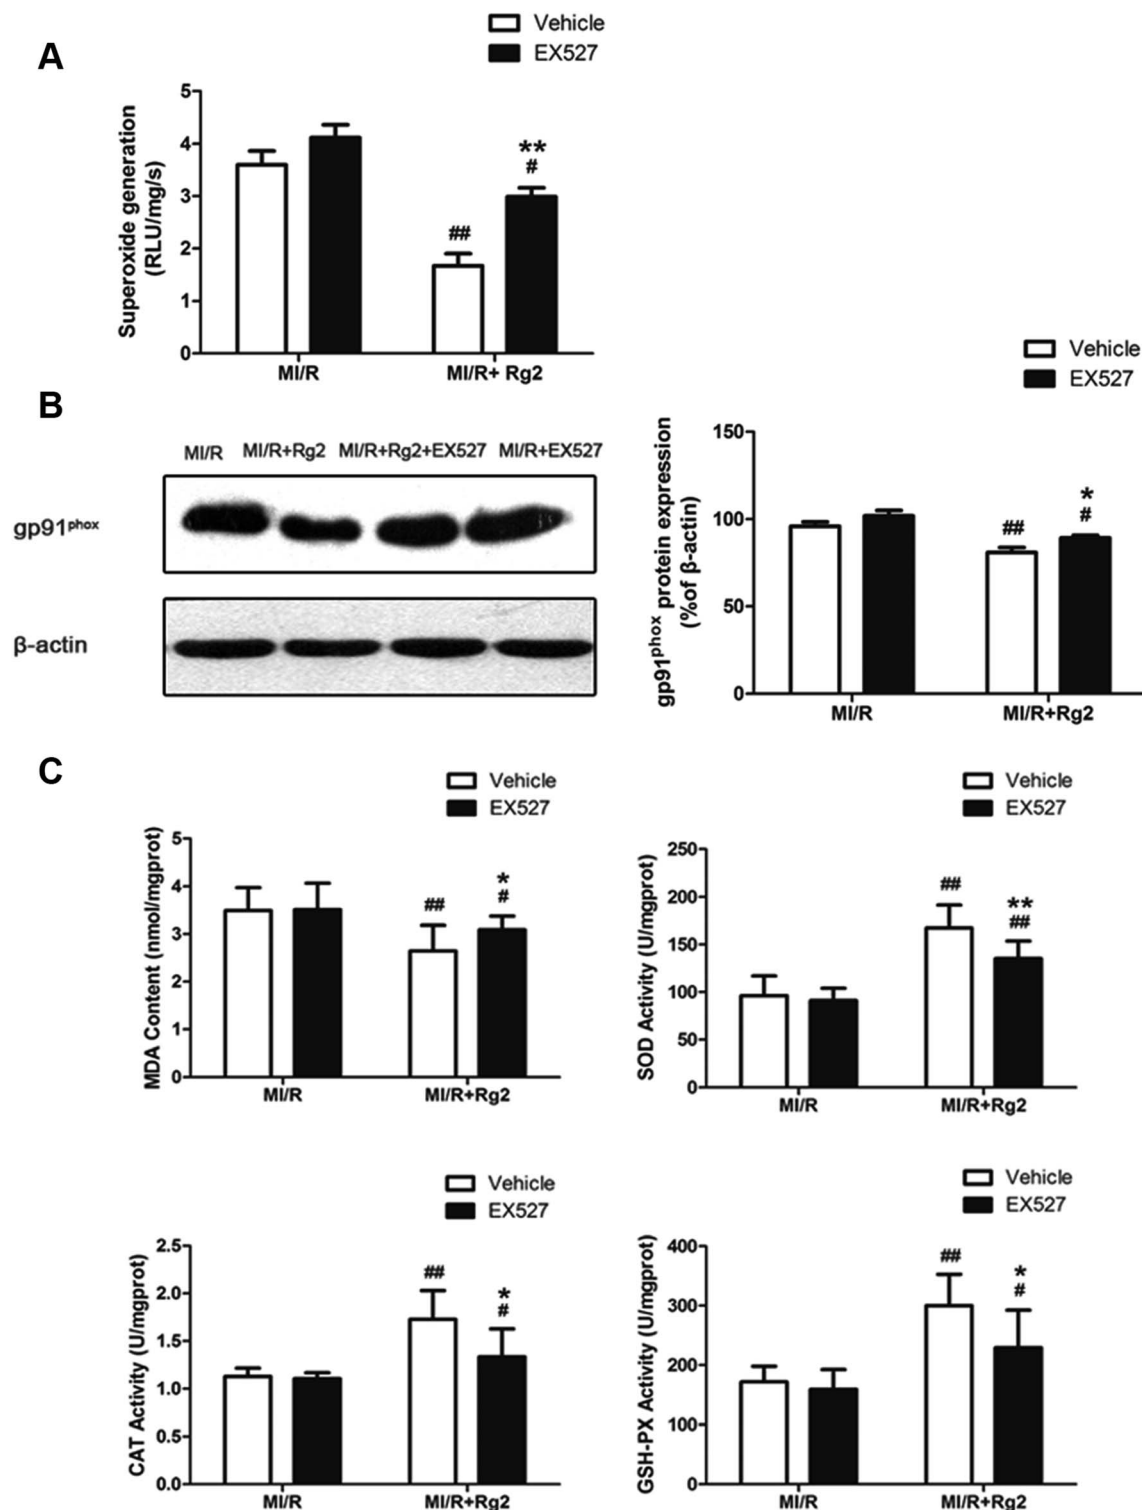 A
Vehicle
EX527
Superoxide generation
(RLU/mg/s)
5
4
3
2
1
0
##
**
#
MI/R
MI/R+ Rg2
B
MI/R
MI/R+Rg2
MI/R+Rg2+EX527
MI/R+EX527
gp91phox
β-actin
Vehicle
EX527
gp91phox protein expression
(%of β-actin)
150
100
50
0
##
*
#
MI/R
MI/R+Rg2
C
Vehicle
EX527
MDA Content (nmol/mgprot)
5
4
3
2
1
0
##
*
#
MI/R
MI/R+Rg2
Vehicle
EX527
SOD Activity (U/mgprot)
250
200
150
100
50
0
##
**
##
MI/R
MI/R+Rg2
Vehicle
EX527
CAT Activity (U/mgprot)
2.5
2.0
1.5
1.0
0.5
0.0
##
*
#
MI/R
MI/R+Rg2
Vehicle
EX527
GSH-PX Activity (U/mgprot)
400
300
200
100
0
##
*
#
MI/R
MI/R+Rg2